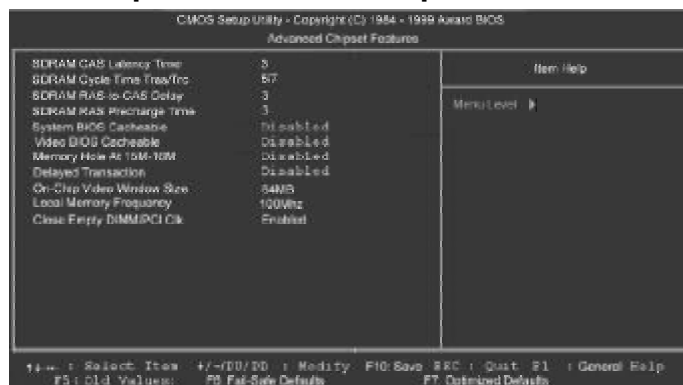 CMOS Setup Utility - Copyright (C) 1984 - 1999 Award BIOS
Advanced Chipset Features
SDRAM CAS Latency Time 3
SDRAM Cycle Time Tras/Trc 5/7
SDRAM RAS-to-CAS Delay 3
SDRAM RAS Precharge Time 3
System BIOS Cacheable Disabled
Video BIOS Cacheable Disabled
Memory Hole At 15M-16M Disabled
Delayed Transaction Disabled
On-Chip Video Window Size 64MB
Local Memory Frequency 100Mhz
Close Empty DIMM/PCI Clk Enabled
Item Help
Menu Level
: Select Item +/-/PU/PD : Modify F10: Save ESC : Quit F1 : General Help
F5: Old Values: F6: Fail-Safe Defaults F7: Optimized Defaults